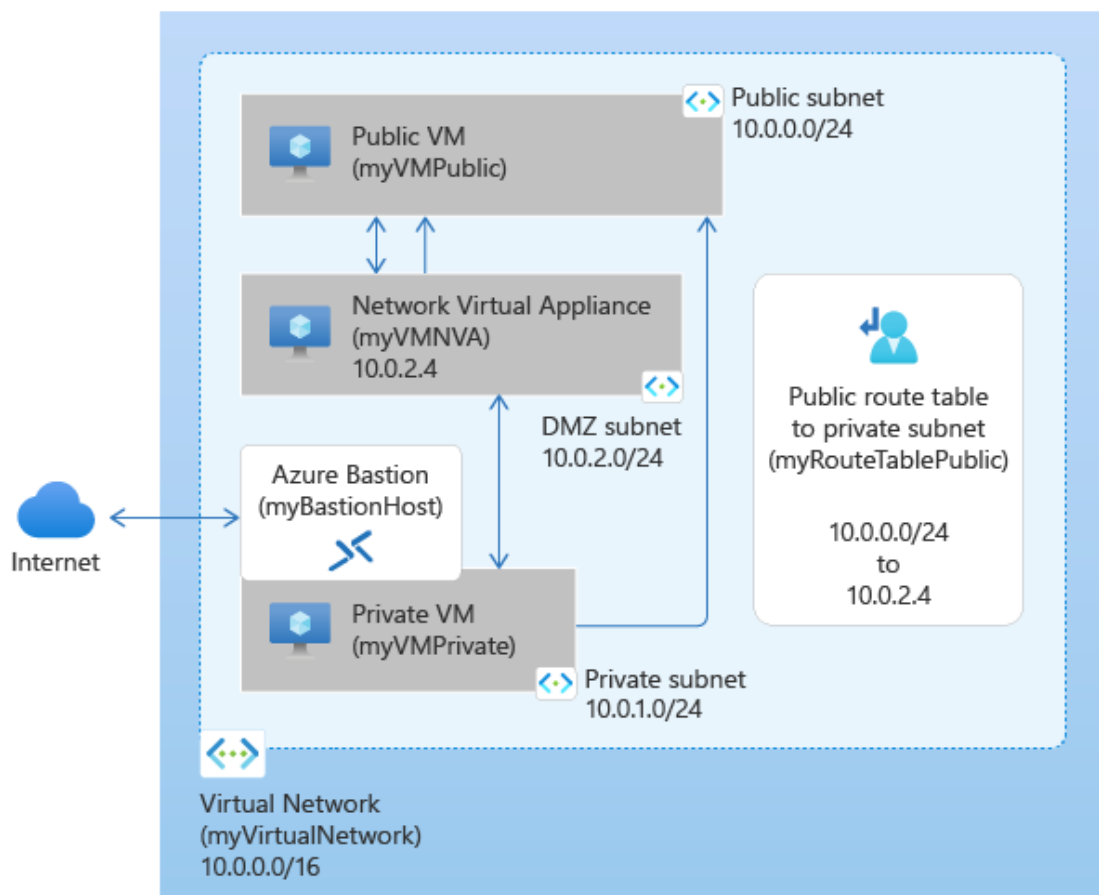 Public subnet
10.0.0.0/24
Public VM
(myVMPublic)
Network Virtual Appliance
(myVMNVA)
10.0.2.4
DMZ subnet
10.0.2.0/24
Public route table
to private subnet
(myRouteTablePublic)
10.0.0.0/24
to
10.0.2.4
Azure Bastion
(myBastionHost)
Internet
Private VM
(myVMPrivate)
Private subnet
10.0.1.0/24
Virtual Network
(myVirtualNetwork)
10.0.0.0/16